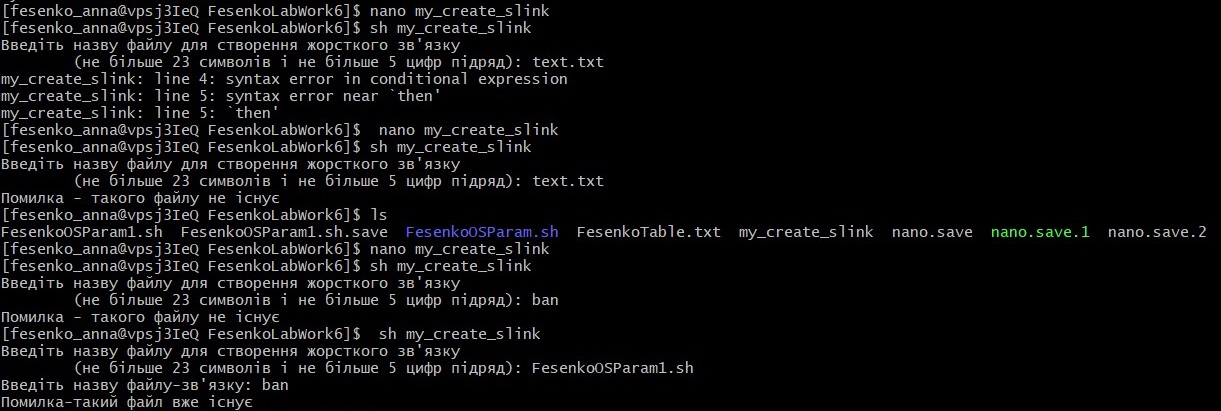 [fesenko_anna@vpsj3IeQ FesenkoLabWork6]$ nano my_create_slink
[fesenko_anna@vpsj3IeQ FesenkoLabWork6]$ sh my_create_slink
Введіть назву файлу для створення жорсткого зв'язку
(не більше 23 символів і не більше 5 цифр підряд): text.txt
my_create_slink: line 4: syntax error in conditional expression
my_create_slink: line 5: syntax error near `then'
my_create_slink: line 5: `then'
[fesenko_anna@vpsj3IeQ FesenkoLabWork6]$  nano my_create_slink
[fesenko_anna@vpsj3IeQ FesenkoLabWork6]$ sh my_create_slink
Введіть назву файлу для створення жорсткого зв'язку
(не більше 23 символів і не більше 5 цифр підряд): text.txt
Помилка - такого файлу не існує
[fesenko_anna@vpsj3IeQ FesenkoLabWork6]$ ls
FesenkoOSParam1.sh  FesenkoOSParam1.sh.save  FesenkoOSParam.sh  FesenkoTable.txt  my_create_slink  nano.save  nano.save.1  nano.save.2
[fesenko_anna@vpsj3IeQ FesenkoLabWork6]$ nano my_create_slink
[fesenko_anna@vpsj3IeQ FesenkoLabWork6]$ sh my_create_slink
Введіть назву файлу для створення жорсткого зв'язку
(не більше 23 символів і не більше 5 цифр підряд): ban
Помилка - такого файлу не існує
[fesenko_anna@vpsj3IeQ FesenkoLabWork6]$  sh my_create_slink
Введіть назву файлу для створення жорсткого зв'язку
(не більше 23 символів і не більше 5 цифр підряд): FesenkoOSParam1.sh
Введіть назву файлу-зв'язку: ban
Помилка-такий файл вже існує